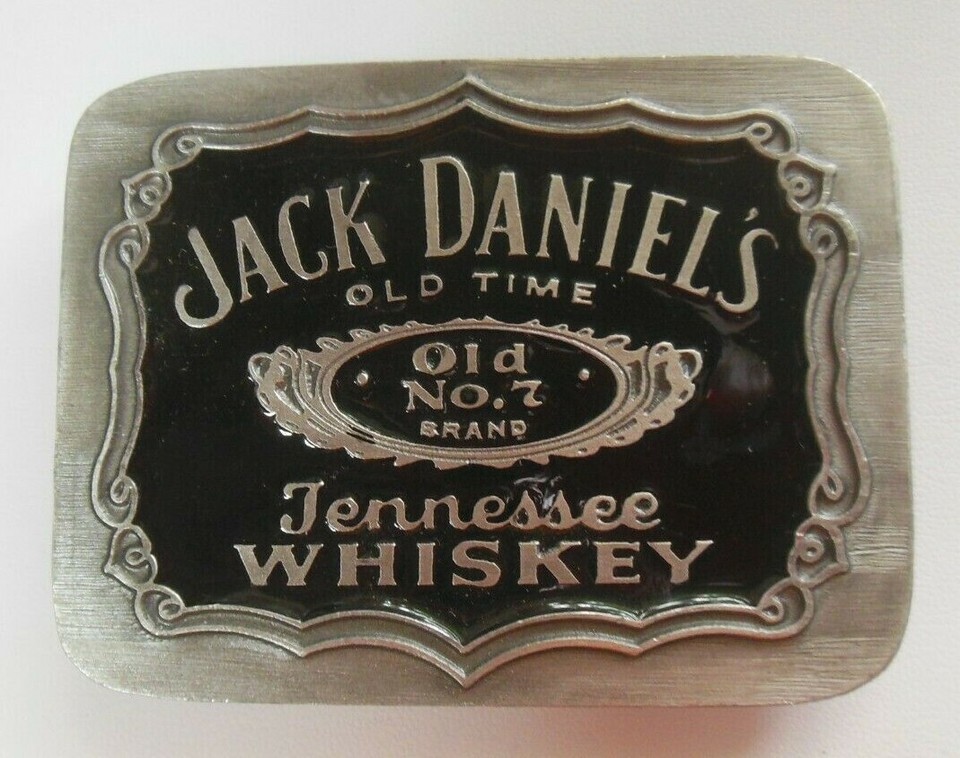 JACK DANIEL'S
OLD TIME
Old
No.7
BRAND
Tennessee
WHISKEY